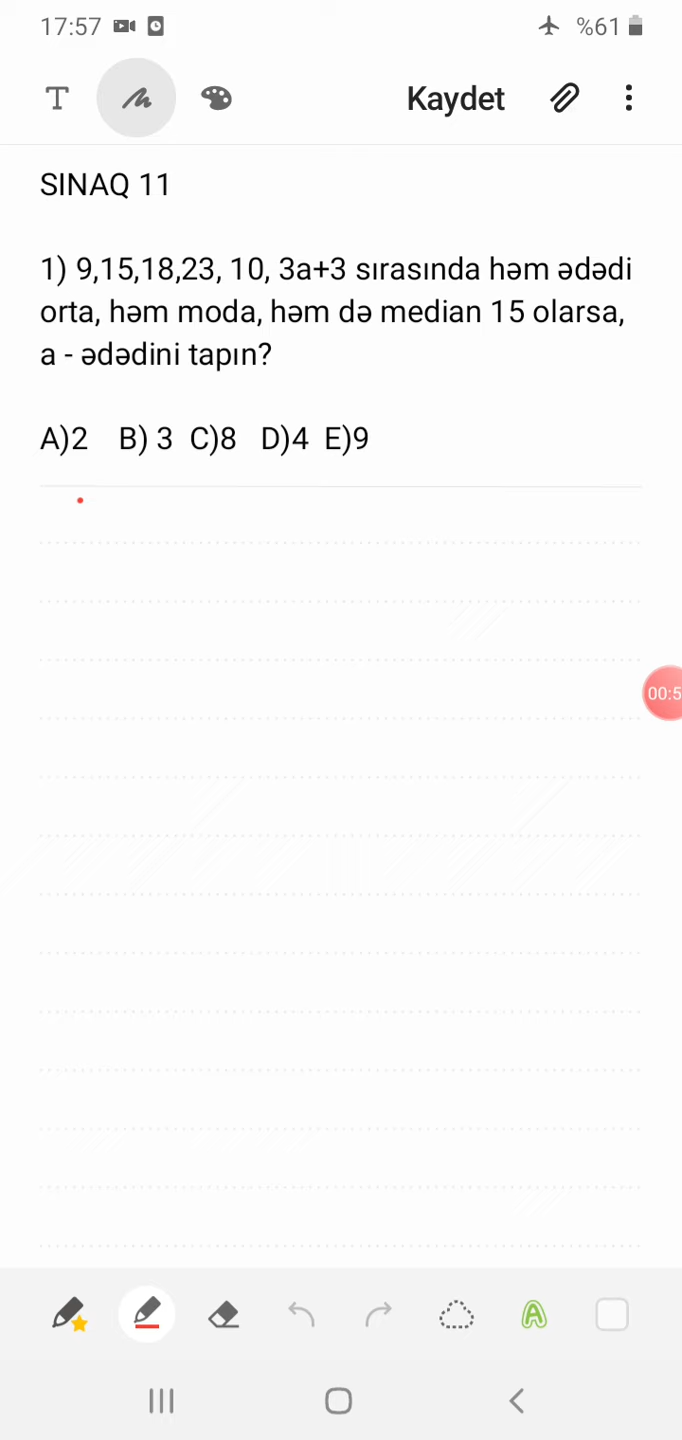 17:57 %61
T Kaydet
SINAQ 11
1) 9,15,18,23, 10, 3a+3 sırasında həm ədədi
orta, həm moda, həm də median 15 olarsa,
a - ədədini tapın?
A)2 B) 3 C)8 D)4 E)9
00:5
A